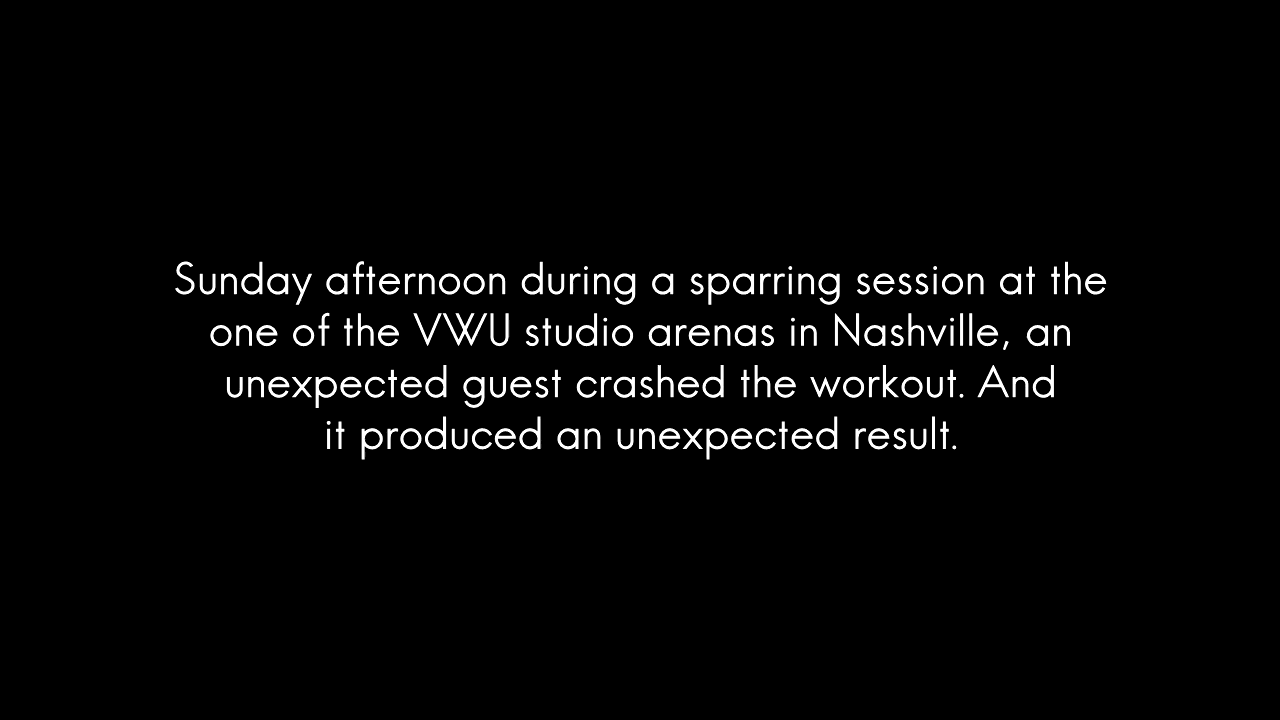 Sunday afternoon during a sparring session at the
one of the VWU studio arenas in Nashville, an
unexpected guest crashed the workout. And
it produced an unexpected result.